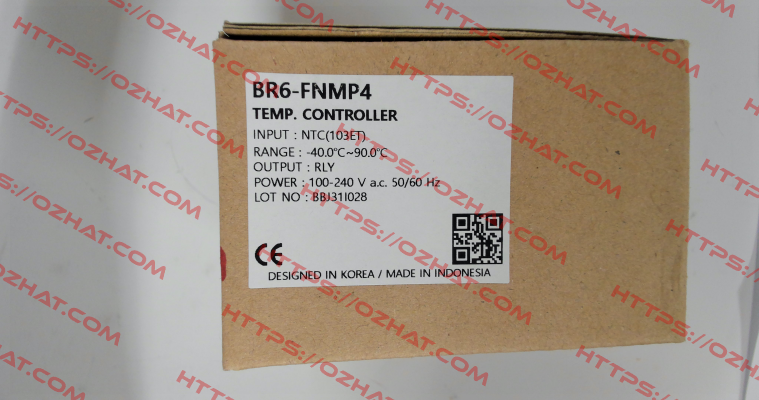 BR6-FNMP4
TEMP. CONTROLLER
INPUT : NTC(103ET)
RANGE : -40.0℃~90.0℃
OUTPUT : RLY
POWER : 100-240 V a.c. 50/60 Hz
LOT NO : BBJ31I028
CE
DESIGNED IN KOREA / MADE IN INDONESIA
HTTPS://OZHAT.COM